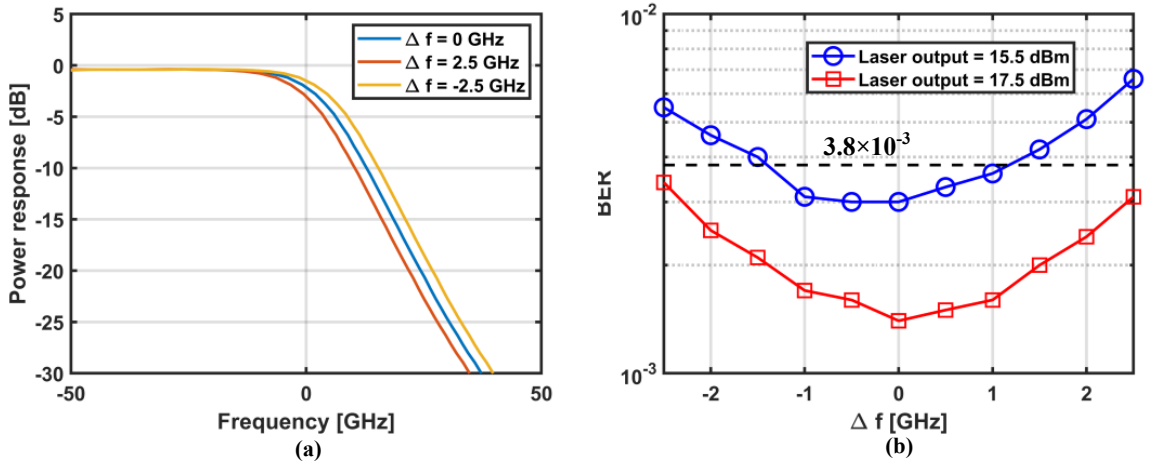 5
0
-5
-10
-15
-20
-25
-30
Power response [dB]
Δ f = 0 GHz
Δ f = 2.5 GHz
Δ f = -2.5 GHz
-50
0
50
Frequency [GHz]
(a)
10⁻²
10⁻³
BER
Laser output = 15.5 dBm
Laser output = 17.5 dBm
3.8×10⁻³
-2
-1
0
1
2
Δ f [GHz]
(b)